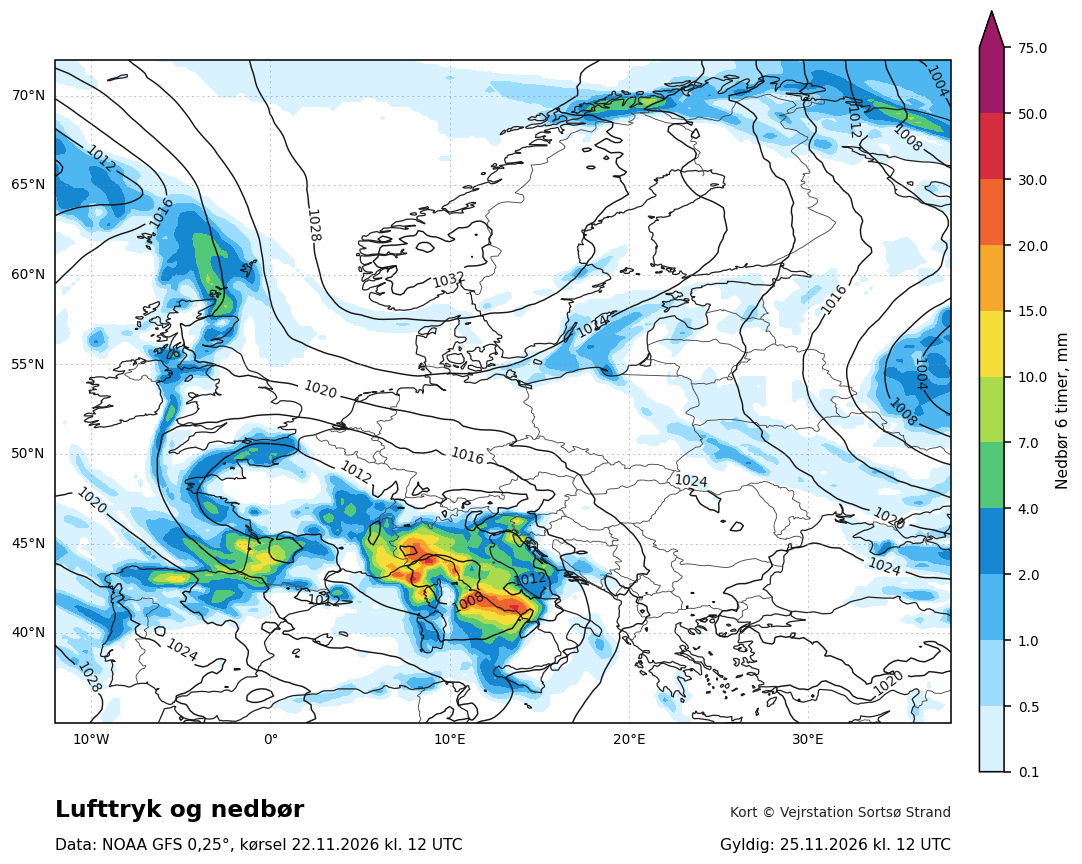 75.0
50.0
30.0
20.0
15.0
10.0
7.0
4.0
2.0
1.0
0.5
0.1
Nedbør 6 timer, mm
70°N
65°N
60°N
55°N
50°N
45°N
40°N
10°W
0°
10°E
20°E
30°E
1004
1012
1008
1012
1016
1028
1032
1024
1016
1004
1008
1020
1016
1012
1024
1020
1020
1024
1012
1008
1012
1024
1028
1020
Lufttryk og nedbør
Kort © Vejrstation Sortsø Strand
Data: NOAA GFS 0,25°, kørsel 22.11.2026 kl. 12 UTC
Gyldig: 25.11.2026 kl. 12 UTC